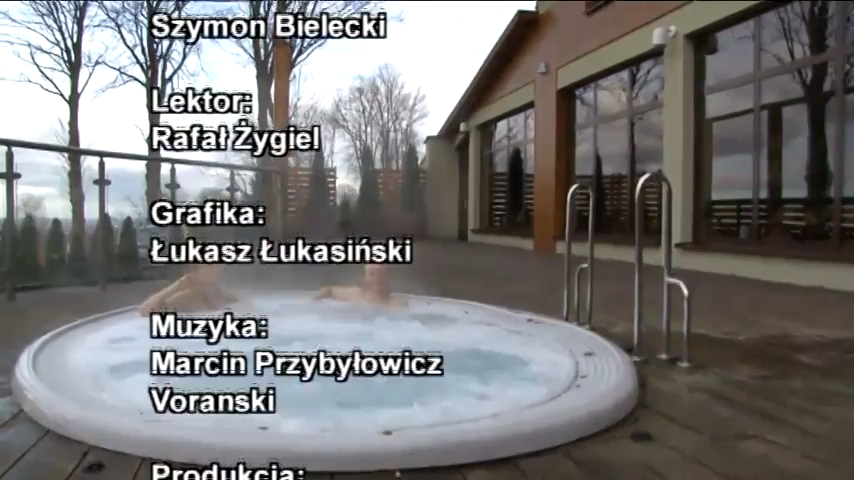 Szymon Bielecki
Lektor:
Rafał Żygiel
Grafika:
Łukasz Łukasiński
Muzyka:
Marcin Przybyłowicz
Voranski
Produkcja: